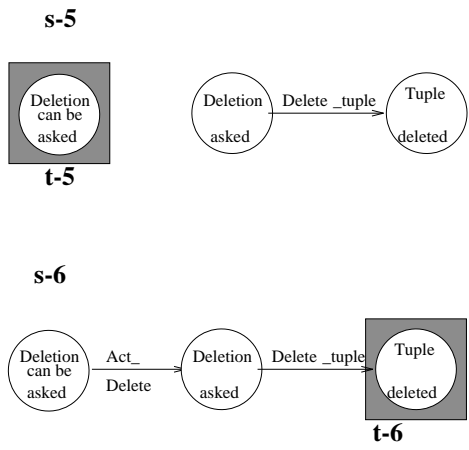 s-5
Deletion
can be
asked
t-5
Deletion
asked
Delete _tuple
Tuple
deleted
s-6
Deletion
can be
asked
Act_
Delete
Deletion
asked
Delete _tuple
Tuple
deleted
t-6